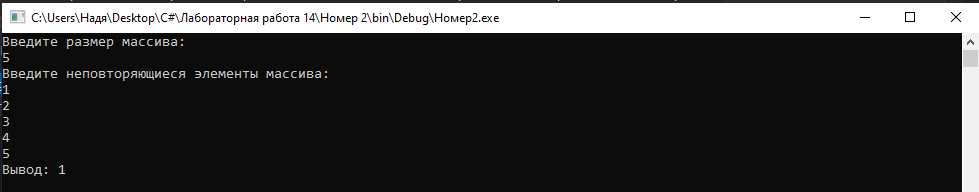 C:\Users\Надя\Desktop\C#\Лабораторная работа 14\Номер 2\bin\Debug\Номер2.exe
Введите размер массива:
5
Введите неповторяющиеся элементы массива:
1
2
3
4
5
Вывод: 1